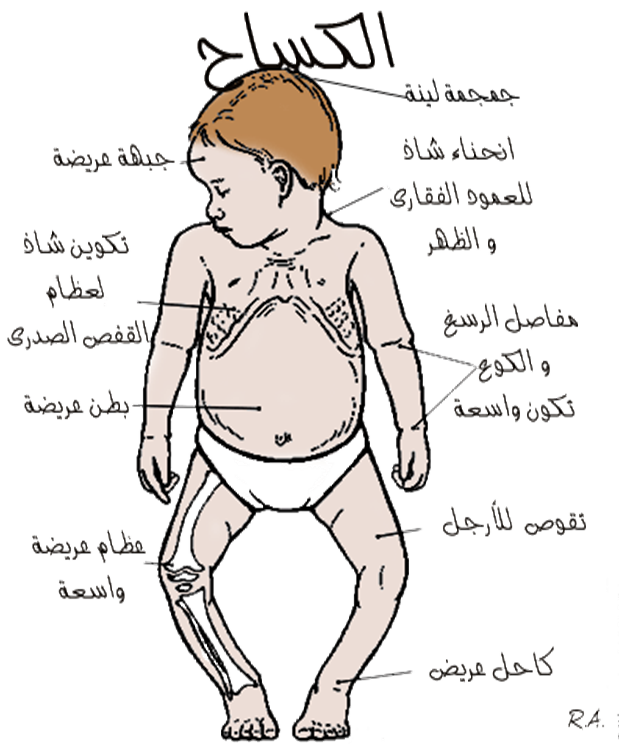 الكساح
جمجمة لينة
جبهة عريضة
انحناء شاذ
للعمود الفقارى
و الظهر
تكوين شاذ
لعظام
القفص الصدرى
مفاصل الرسغ
و الكوع
تكون واسعة
بطن عريضة
تقوص للأرجل
عظام عريضة
واسعة
كاحل عريض
R.A.